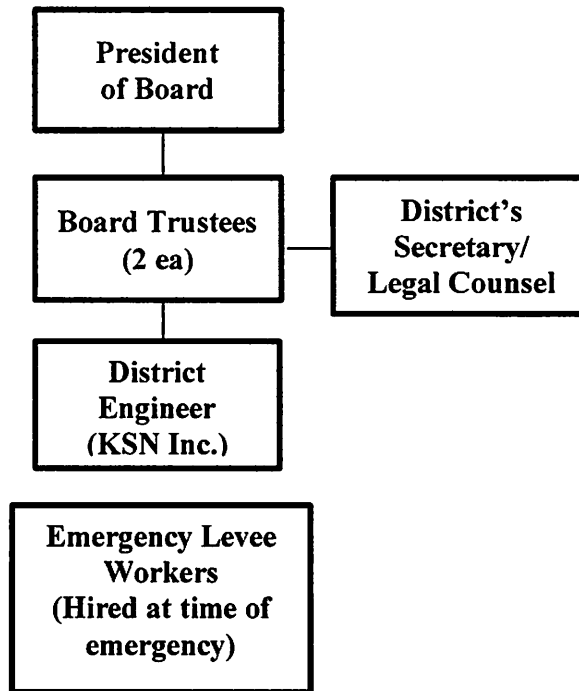 President
of Board
Board Trustees
(2 ea)
District's
Secretary/
Legal Counsel
District
Engineer
(KSN Inc.)
Emergency Levee
Workers
(Hired at time of
emergency)